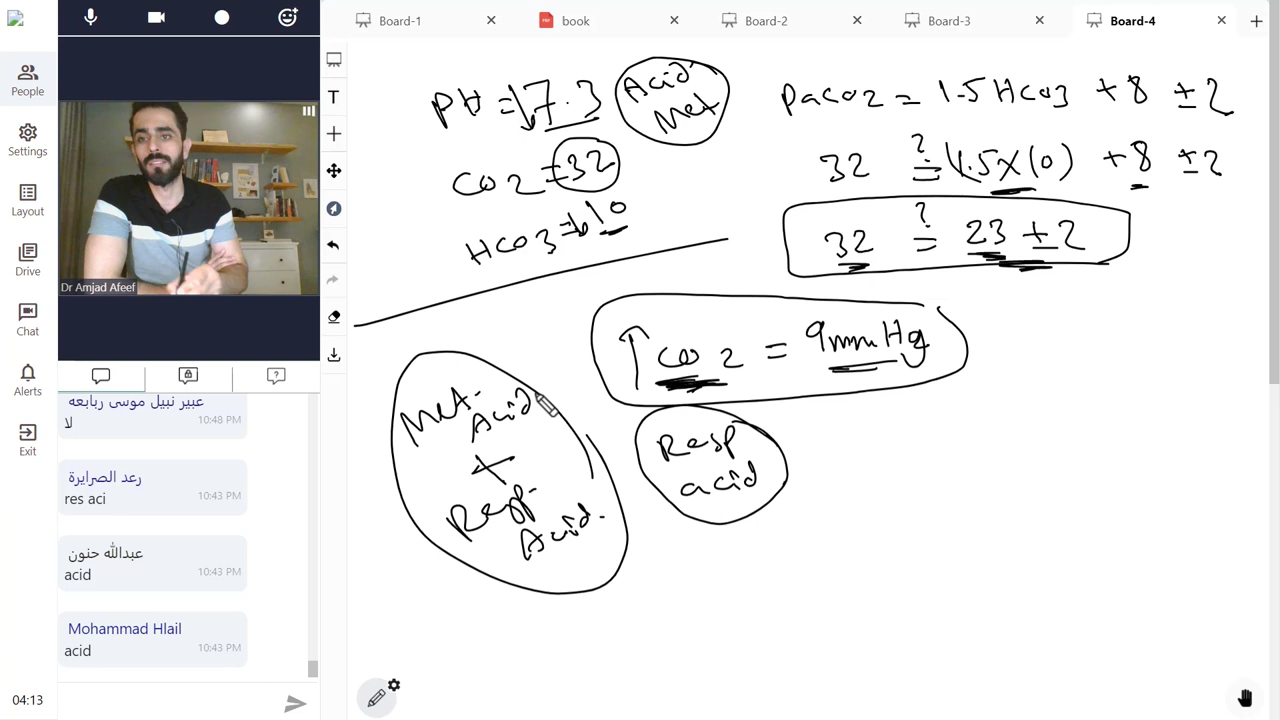 Board-1
book
Board-2
Board-3
Board-4
People
Settings
Layout
Drive
Chat
Alerts
Exit
04:13
Dr Amjad Afeef
عبير نبيل موسى ربابعه
لا
10:48 PM
رعد الصرايرة
res aci
10:43 PM
عبدالله حنون
acid
10:43 PM
Mohammad Hlail
acid
10:43 PM
PH = ↓7.3
Acid
Met
CO2 = 32
HCO3 = ↓10
PaCO2 = 1.5 HCO3 + 8 ± 2
32 ≟ (1.5 × 10) + 8 ± 2
32 ≟ 23 ± 2
↑ CO2 = 9mmHg
Met. Acid
+
Resp. Acid.
Resp
acid